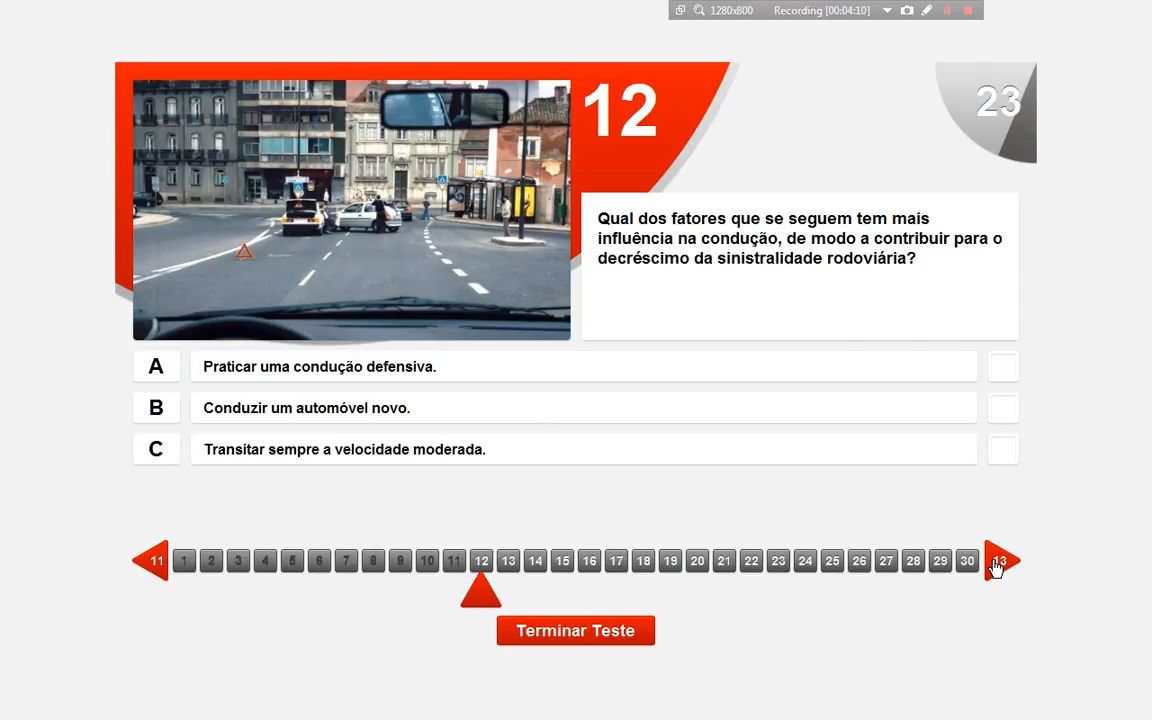 1280x800 Recording [00:04:10]
12
23
Qual dos fatores que se seguem tem mais
influência na condução, de modo a contribuir para o
decréscimo da sinistralidade rodoviária?
A Praticar uma condução defensiva.
B Conduzir um automóvel novo.
C Transitar sempre a velocidade moderada.
11 1 2 3 4 5 6 7 8 9 10 11 12 13 14 15 16 17 18 19 20 21 22 23 24 25 26 27 28 29 30 13
Terminar Teste